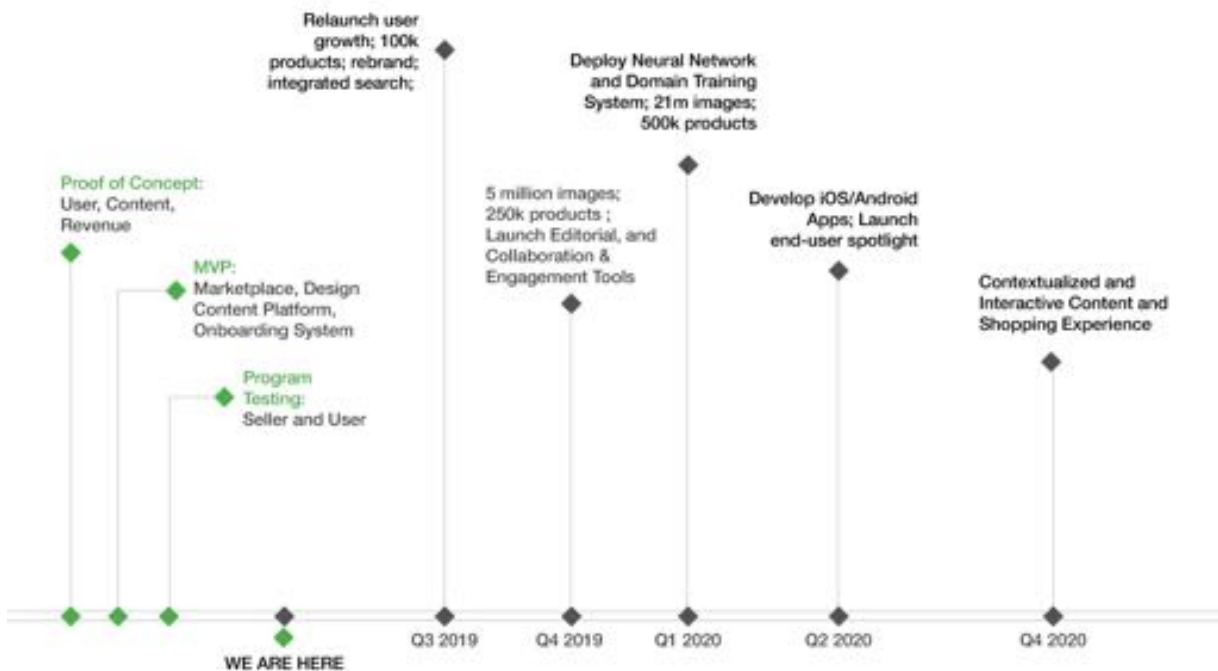 Relaunch user
growth; 100k
products; rebrand;
integrated search;
Deploy Neural Network
and Domain Training
System; 21m images;
500k products
Proof of Concept:
User, Content,
Revenue
5 million images;
250k products ;
Launch Editorial, and
Collaboration &
Engagement Tools
Develop iOS/Android
Apps; Launch
end-user spotlight
MVP:
Marketplace, Design
Content Platform,
Onboarding System
Contextualized and
Interactive Content and
Shopping Experience
Program
Testing:
Seller and User
WE ARE HERE
Q3 2019
Q4 2019
Q1 2020
Q2 2020
Q4 2020